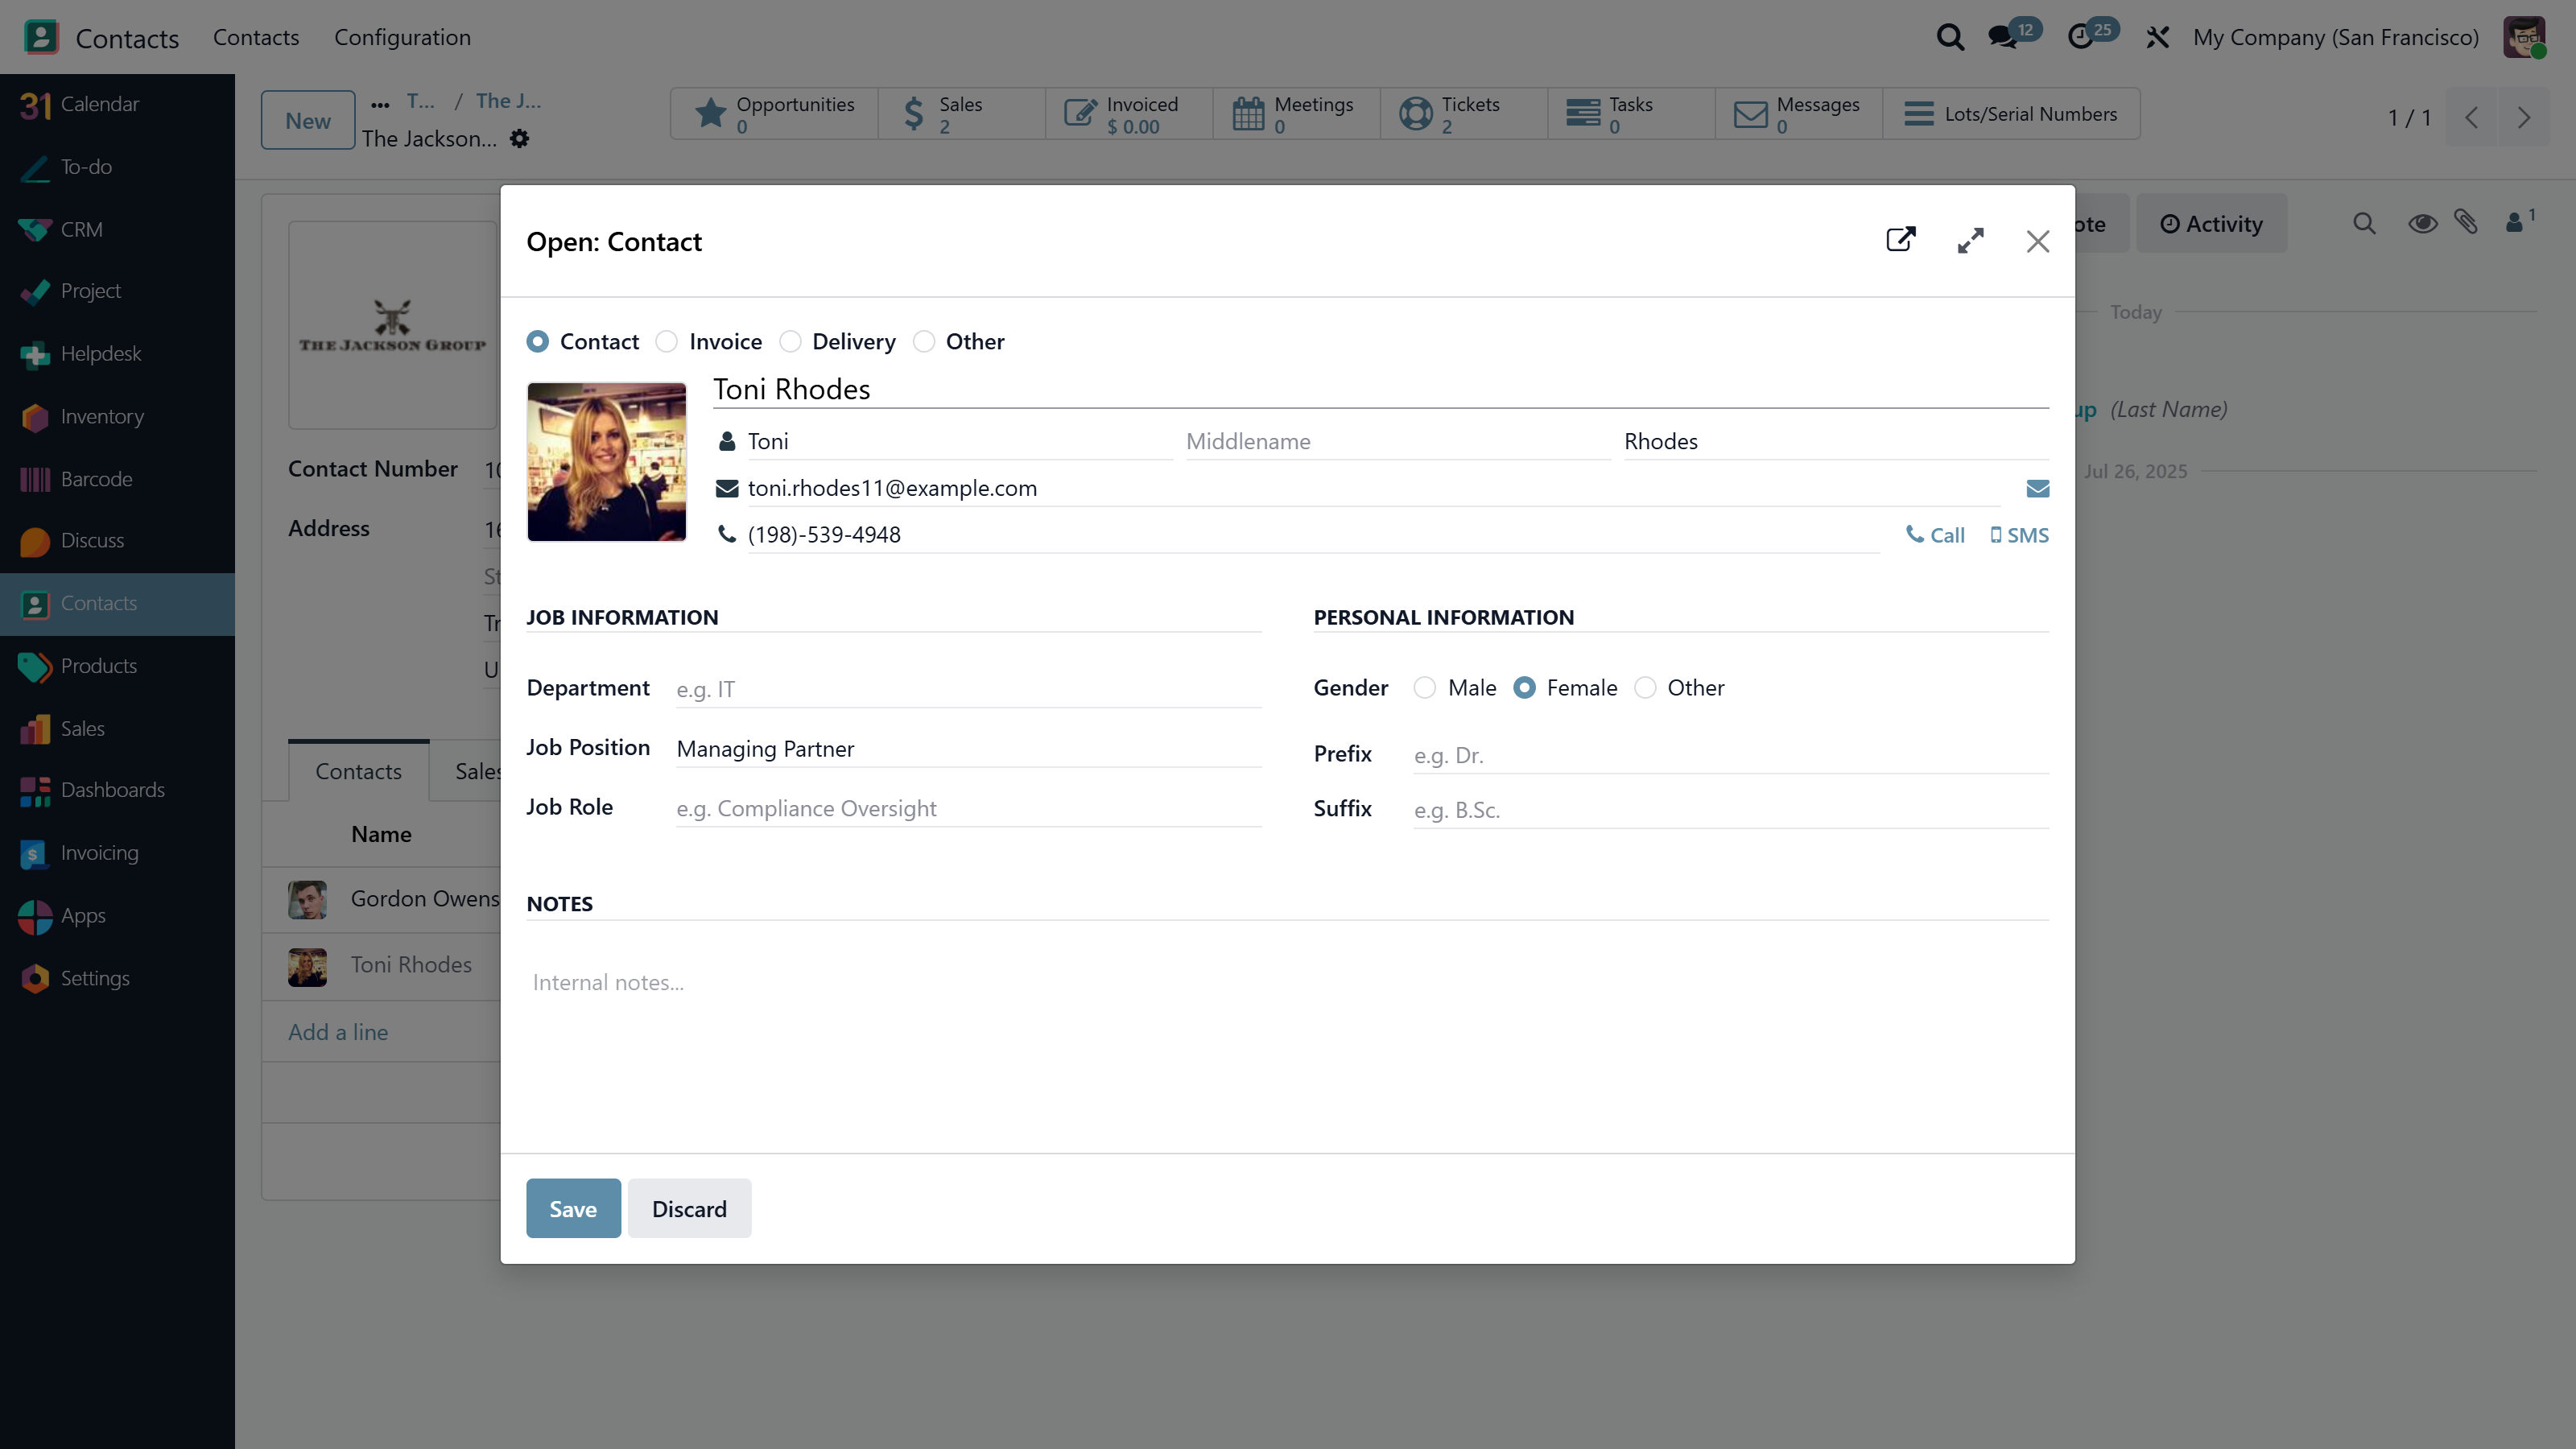 Contacts Contacts Configuration 12 25 My Company (San Francisco)
31 Calendar
To-do
CRM
Project
Helpdesk
Inventory
Barcode
Discuss
Contacts
Products
Sales
Dashboards
Invoicing
Apps
Settings
New ... T... / The J...
The Jackson...
Opportunities 0
Sales 2
Invoiced $ 0.00
Meetings 0
Tickets 2
Tasks 0
Messages 0
Lots/Serial Numbers
1 / 1
ote Activity 1
Today
up (Last Name)
Jul 26, 2025
THE JACKSON GROUP
Contact Number 10
Address 16
St
Tr
U
Contacts Sales
Name
Gordon Owens
Toni Rhodes
Add a line
Open: Contact
Contact Invoice Delivery Other
Toni Rhodes
Toni Middlename Rhodes
toni.rhodes11@example.com
(198)-539-4948 Call SMS
JOB INFORMATION
Department e.g. IT
Job Position Managing Partner
Job Role e.g. Compliance Oversight
PERSONAL INFORMATION
Gender Male Female Other
Prefix e.g. Dr.
Suffix e.g. B.Sc.
NOTES
Internal notes...
Save Discard